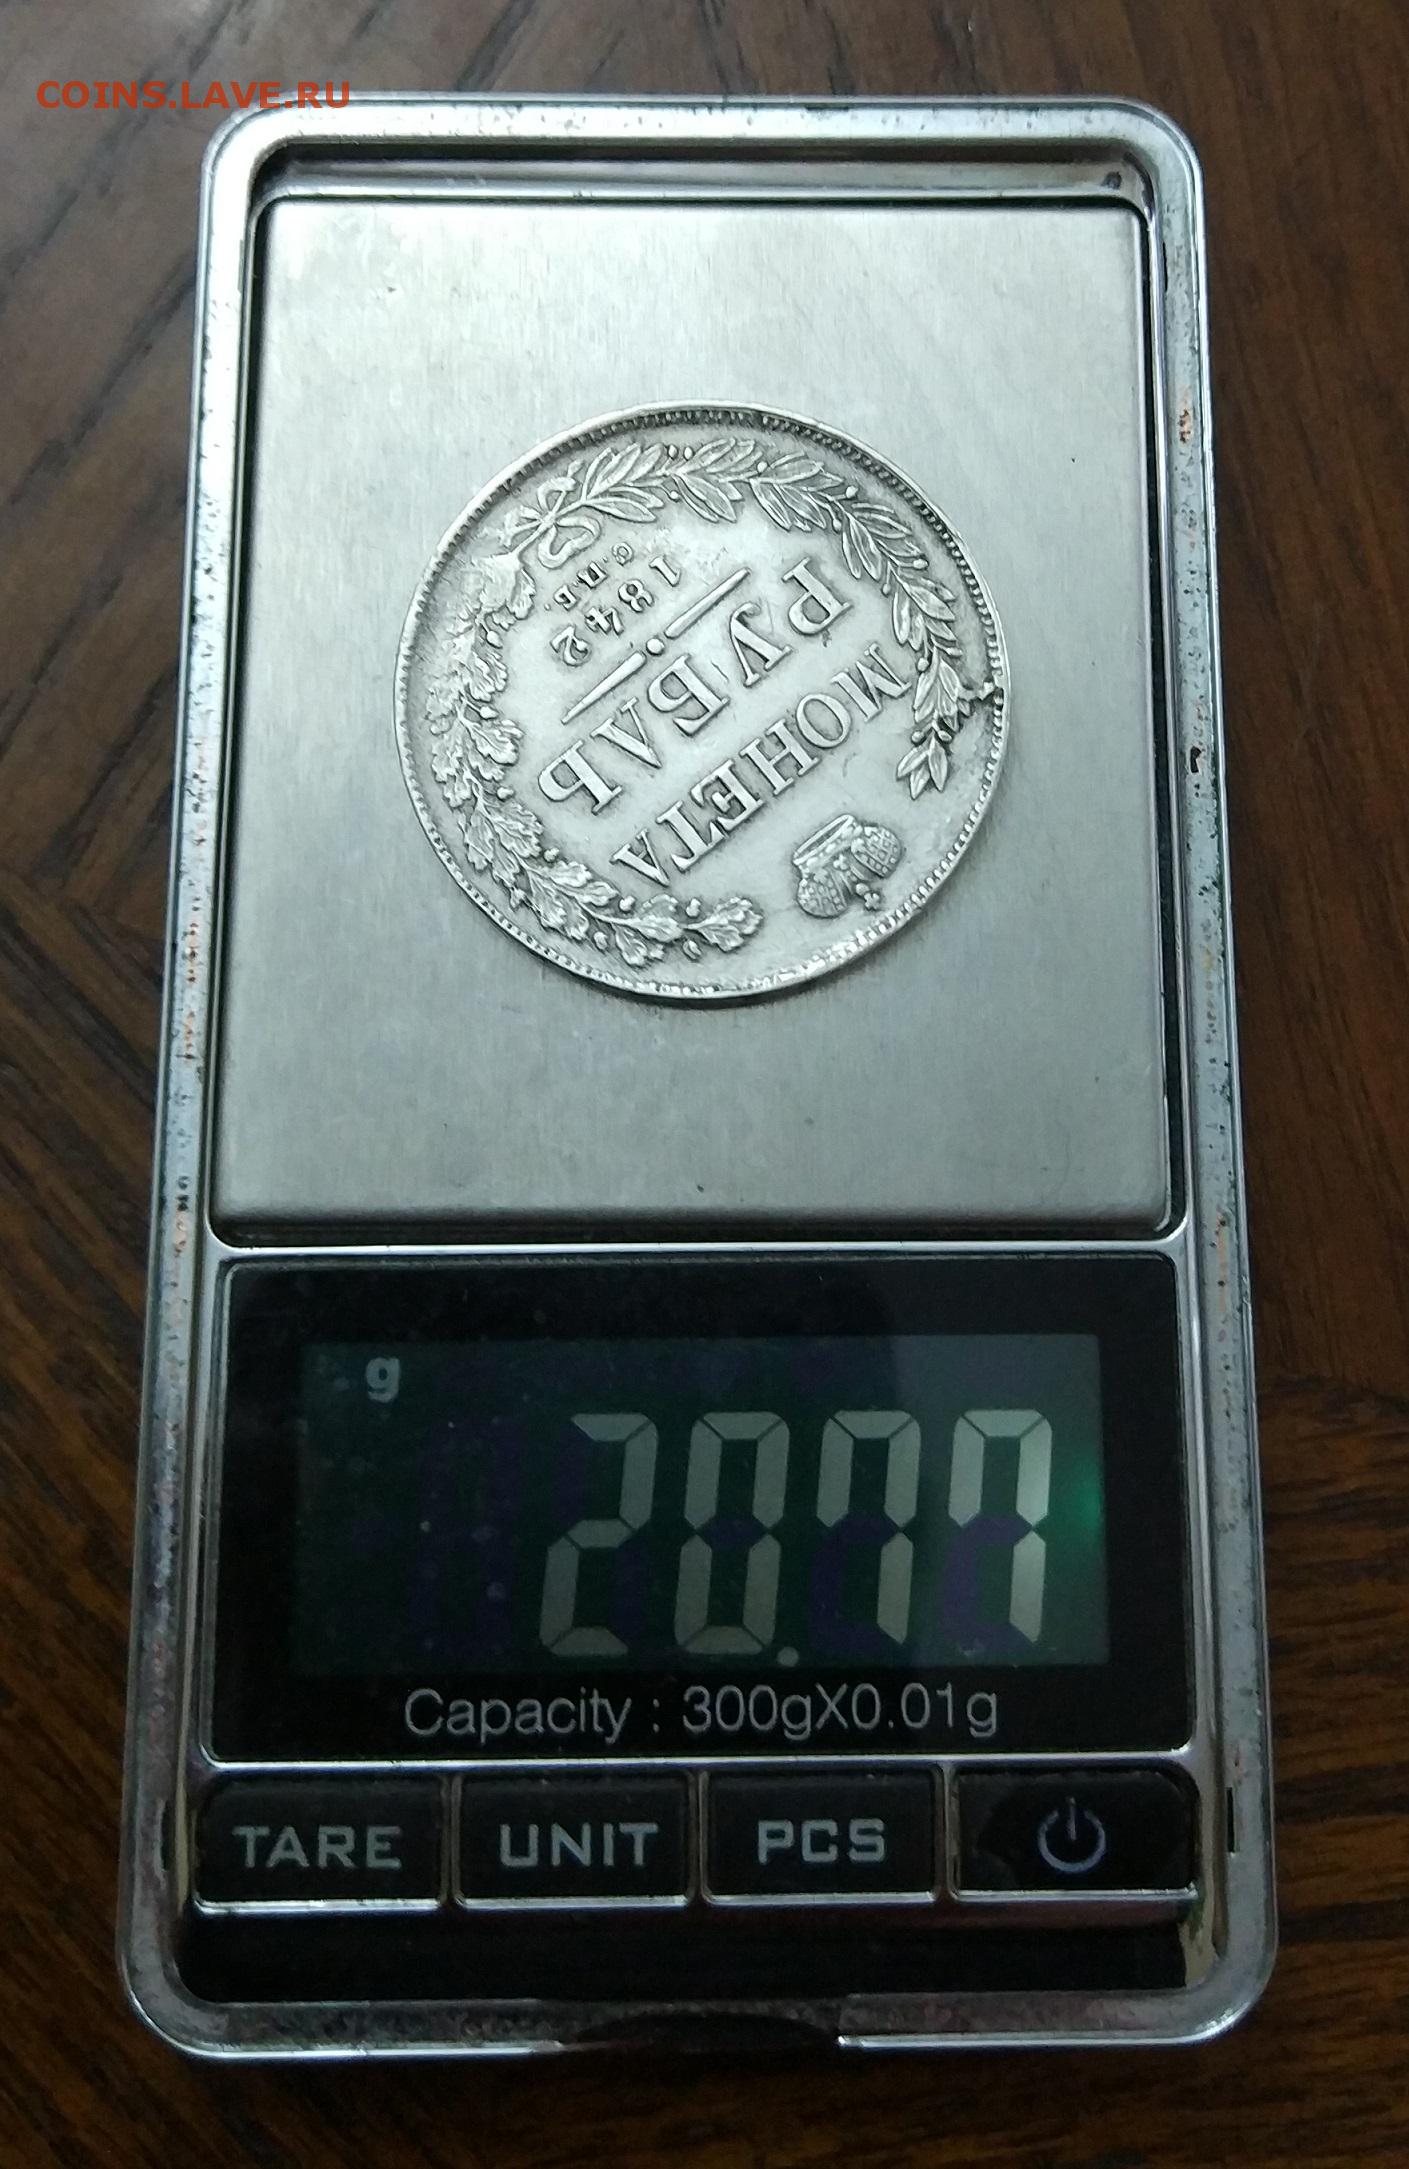 COINS.LAVE.RU
МОНЕТА
РУБЛЬ
1842
С.П.Б.
g
20.77
Capacity : 300gX0.01g
TARE UNIT PCS